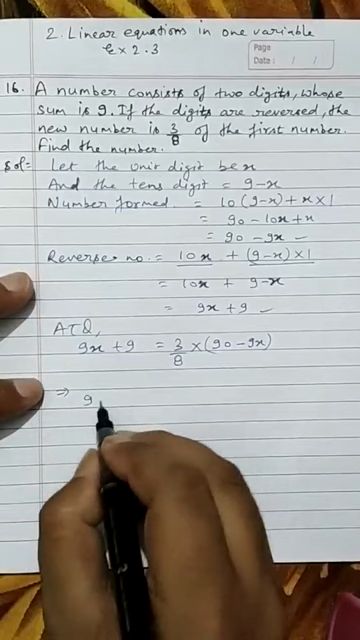 2. Linear equations in one variable
Ex 2.3
Page
Date : / /
16. A number consists of two digits, whose
sum is 9. If the digits are reversed, the
new number is 3/8 of the first number.
Find the number.
Sol= Let the unit digit be x
And the tens digit = 9-x
Number formed = 10(9-x) + x × 1
= 90 - 10x + x
= 90 - 9x
Reverse no. = 10x + (9-x) × 1
= 10x + 9-x
= 9x + 9
ATQ,
9x + 9 = 3/8 × (90 - 9x)
⇒ 9